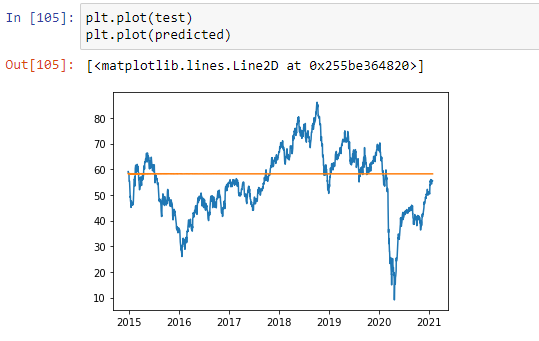 In [105]: plt.plot(test)
plt.plot(predicted)
Out[105]: [<matplotlib.lines.Line2D at 0x255be364820>]
80
70
60
50
40
30
20
10
2015 2016 2017 2018 2019 2020 2021